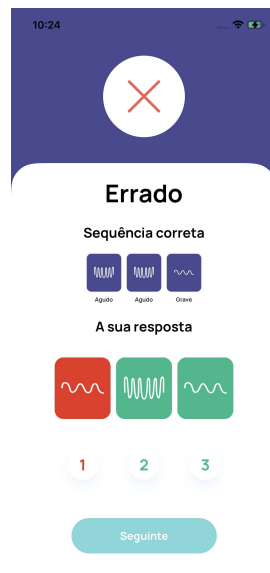 10:24
Errado
Sequência correta
Agudo Agudo Grave
A sua resposta
1 2 3
Seguinte